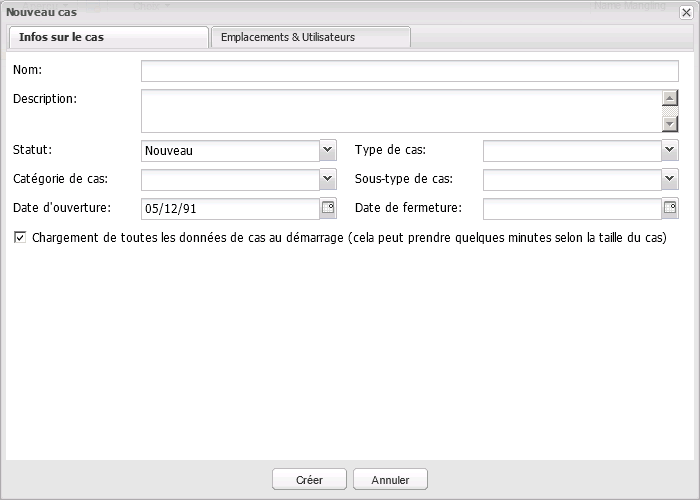 Nouveau cas
Infos sur le cas
Emplacements & Utilisateurs
Nom:
Description:
Statut: Nouveau Type de cas:
Catégorie de cas: Sous-type de cas:
Date d'ouverture: 05/12/91 Date de fermeture:
Chargement de toutes les données de cas au démarrage (cela peut prendre quelques minutes selon la taille du cas)
Créer Annuler